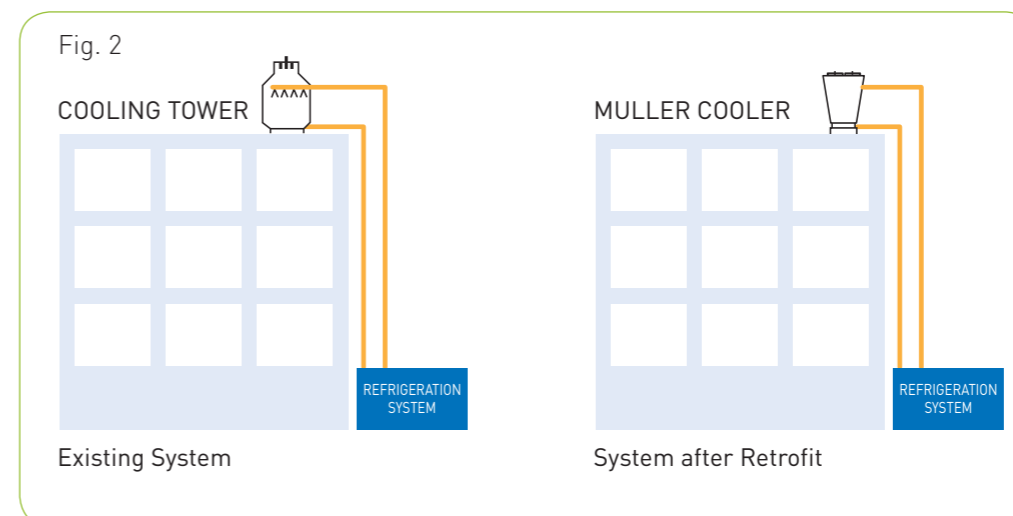 Fig. 2
COOLING TOWER
MULLER COOLER
REFRIGERATION
SYSTEM
REFRIGERATION
SYSTEM
Existing System
System after Retrofit